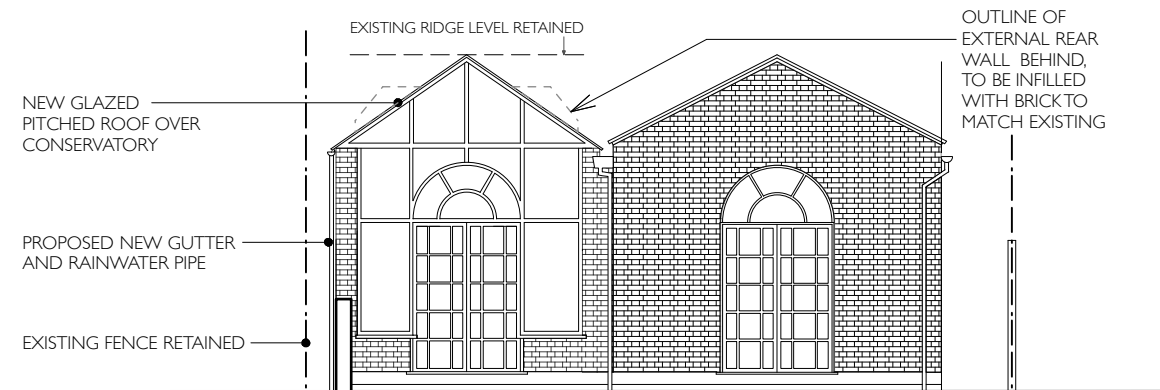 EXISTING RIDGE LEVEL RETAINED
OUTLINE OF
EXTERNAL REAR
WALL BEHIND,
TO BE INFILLED
WITH BRICK TO
MATCH EXISTING
NEW GLAZED
PITCHED ROOF OVER
CONSERVATORY
PROPOSED NEW GUTTER
AND RAINWATER PIPE
EXISTING FENCE RETAINED